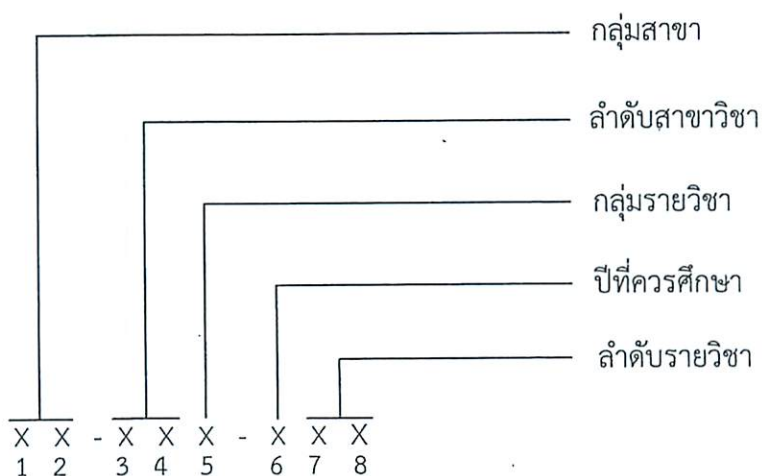 กลุ่มสาขา
ลำดับสาขาวิชา
กลุ่มรายวิชา
ปีที่ควรศึกษา
ลำดับรายวิชา
X X - X X X - X X X
1 2 3 4 5 6 7 8